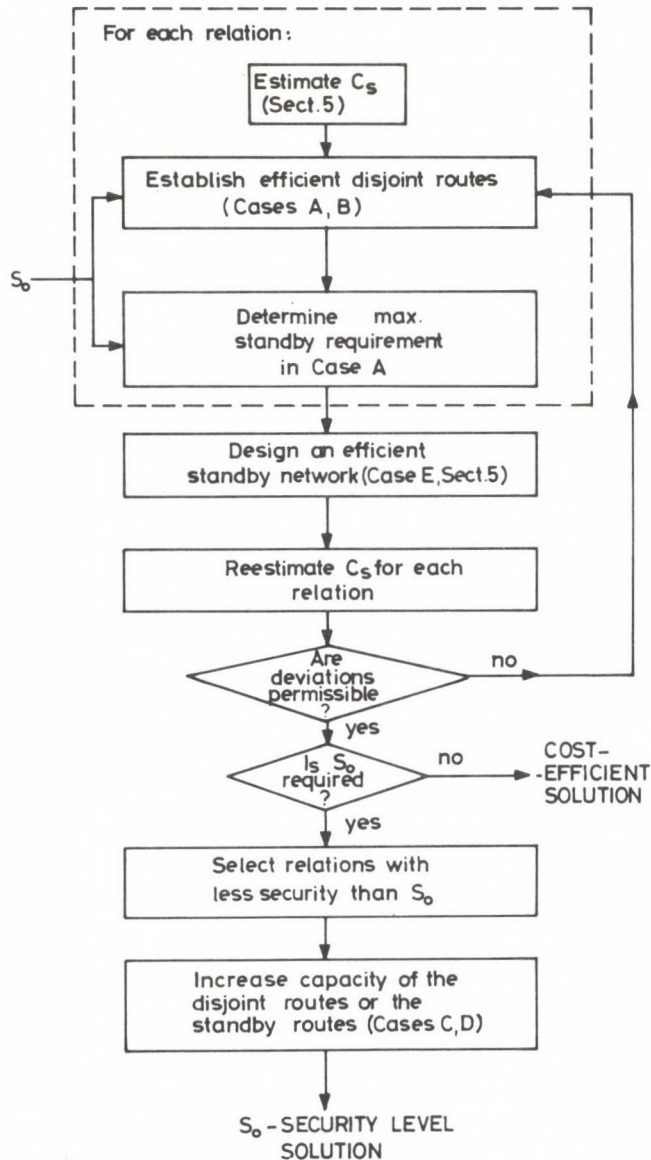 For each relation:
Estimate Cs
(Sect.5)
Establish efficient disjoint routes
(Cases A, B)
So
Determine max.
standby requirement
in Case A
Design an efficient
standby network (Case E, Sect.5)
Reestimate Cs for each
relation
Are
deviations
permissible
?
no
yes
Is So
required
?
no
COST-
-EFFICIENT
SOLUTION
yes
Select relations with
less security than So
Increase capacity of the
disjoint routes or the
standby routes (Cases C,D)
So-SECURITY LEVEL
SOLUTION